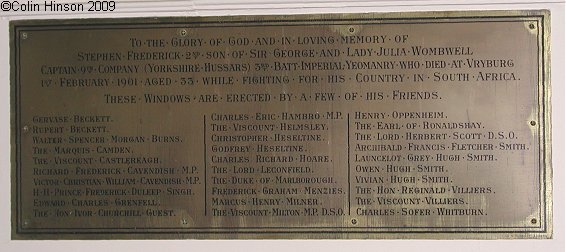 ©Colin Hinson 2009
TO THE GLORY OF GOD AND IN LOVING MEMORY OF
STEPHEN FREDERICK 2ND SON OF SIR GEORGE AND LADY JULIA WOMBWELL
CAPTAIN 9TH COMPANY (YORKSHIRE HUSSARS) 3RD BATT IMPERIAL YEOMANRY WHO DIED AT VRYBURG
1ST FEBRUARY 1901 AGED 33 WHILE FIGHTING FOR HIS COUNTRY IN SOUTH AFRICA.
THESE WINDOWS ARE ERECTED BY A FEW OF HIS FRIENDS.
GERVASE BECKETT.
RUPERT BECKETT.
WALTER SPENCER MORGAN BURNS.
THE MARQUIS CAMDEN.
THE VISCOUNT CASTLEREAGH.
RICHARD FREDERICK CAVENDISH M.P.
VICTOR CHRISTIAN WILLIAM CAVENDISH M.P.
H.H. PRINCE FREDERICK DULEEP SINGH.
EDWARD CHARLES GRENFELL.
THE HON IVOR CHURCHILL GUEST.
CHARLES ERIC HAMBRO M.P.
THE VISCOUNT HELMSLEY.
CHRISTOPHER HESELTINE.
GODFREY HESELTINE.
CHARLES RICHARD HOARE.
THE LORD LECONFIELD.
THE DUKE OF MARLBOROUGH.
FREDERICK GRAHAM MENZIES.
MARCUS HENRY MILNER.
THE VISCOUNT MILTON M.P. D.S.O.
HENRY OPPENHEIM.
THE EARL OF RONALDSHAY.
THE LORD HERBERT SCOTT D.S.O.
ARCHIBALD FRANCIS FLETCHER SMITH.
LAUNCELOT GREY HUGH SMITH.
OWEN HUGH SMITH.
VIVIAN HUGH SMITH.
THE HON REGINALD VILLIERS.
THE VISCOUNT VILLIERS.
CHARLES SOFER WHITBURN.